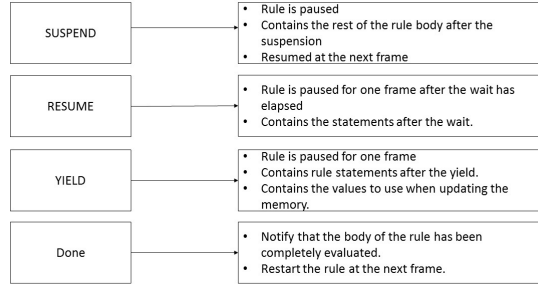 SUSPEND
• Rule is paused
• Contains the rest of the rule body after the
suspension
• Resumed at the next frame
RESUME
• Rule is paused for one frame after the wait has
elapsed
• Contains the statements after the wait.
YIELD
• Rule is paused for one frame
• Contains rule statements after the yield.
• Contains the values to use when updating the
memory.
Done
• Notify that the body of the rule has been
completely evaluated.
• Restart the rule at the next frame.